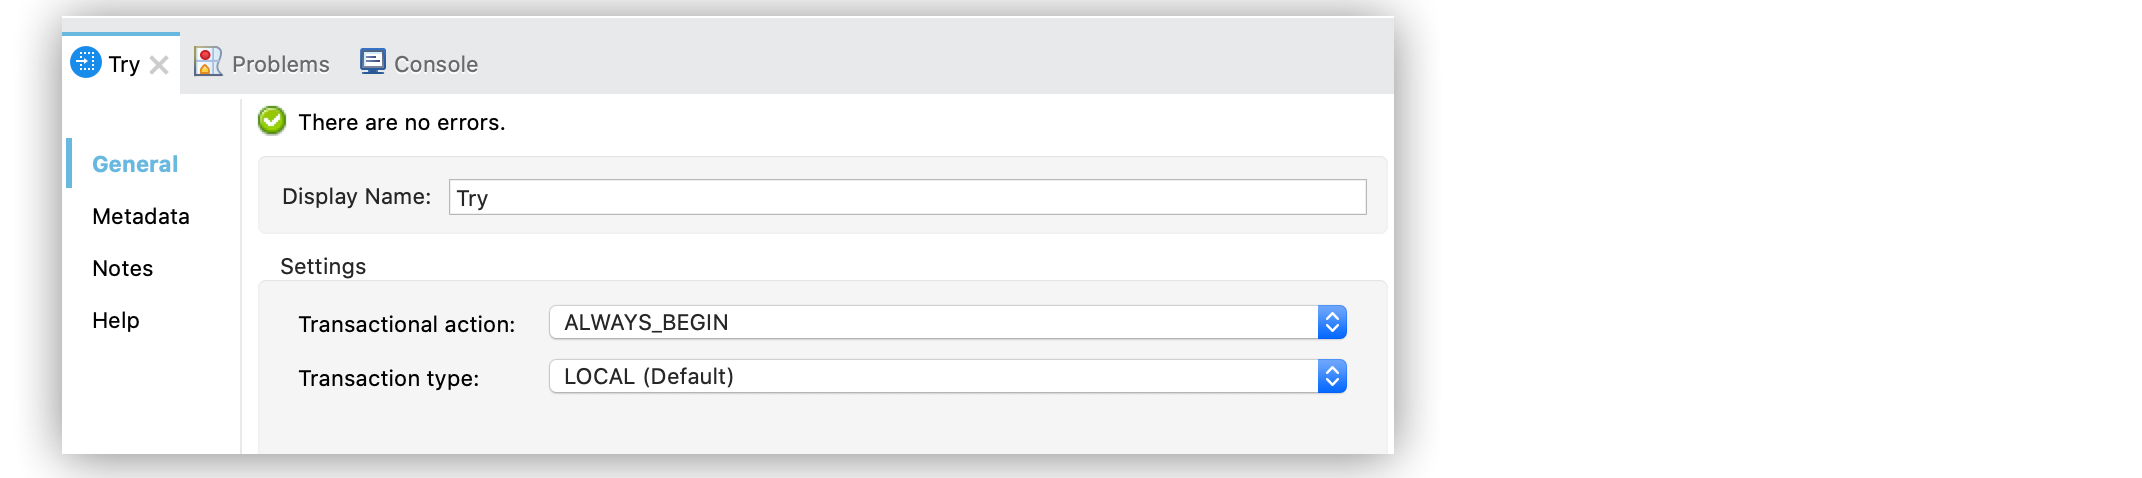 Try Problems Console
There are no errors.
General
Metadata
Notes
Help
Display Name: Try
Settings
Transactional action: ALWAYS_BEGIN
Transaction type: LOCAL (Default)